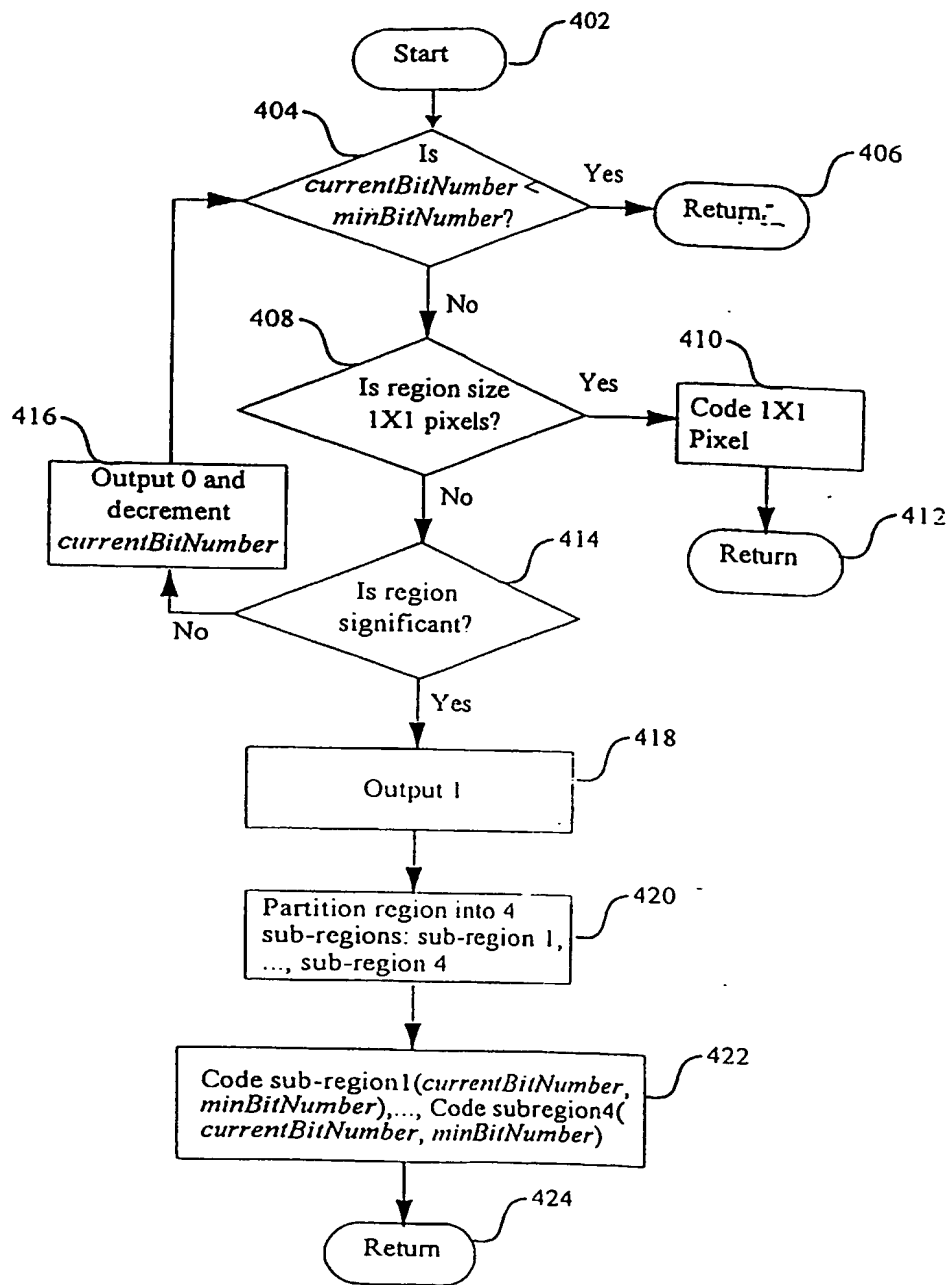 402
Start
404
Is
currentBitNumber <
minBitNumber?
Yes
406
Return
No
408
Is region size
1X1 pixels?
Yes
410
Code 1X1
Pixel
416
Output 0 and
decrement
currentBitNumber
No
412
Return
414
Is region
significant?
No
Yes
418
Output 1
420
Partition region into 4
sub-regions: sub-region 1,
..., sub-region 4
422
Code sub-region1(currentBitNumber,
minBitNumber),..., Code subregion4(
currentBitNumber, minBitNumber)
424
Return